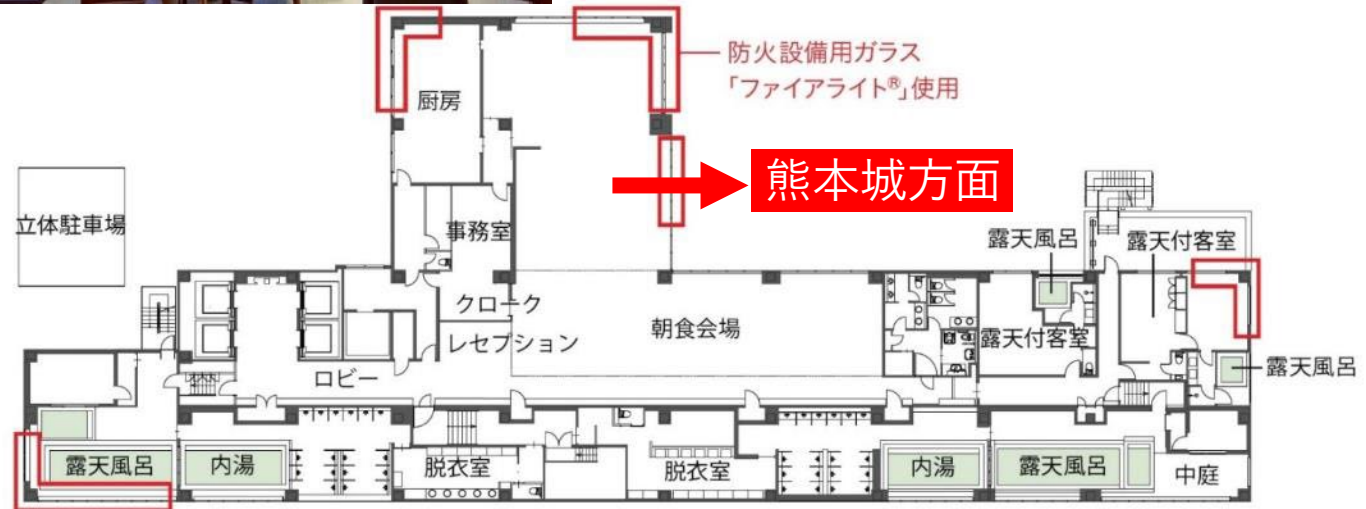 防火設備用ガラス
「ファイアライト®」使用
厨房
熊本城方面
立体駐車場
事務室
露天風呂
露天付客室
クローク
レセプション
朝食会場
露天付客室
ロビー
露天風呂
露天風呂
内湯
脱衣室
脱衣室
内湯
露天風呂
中庭